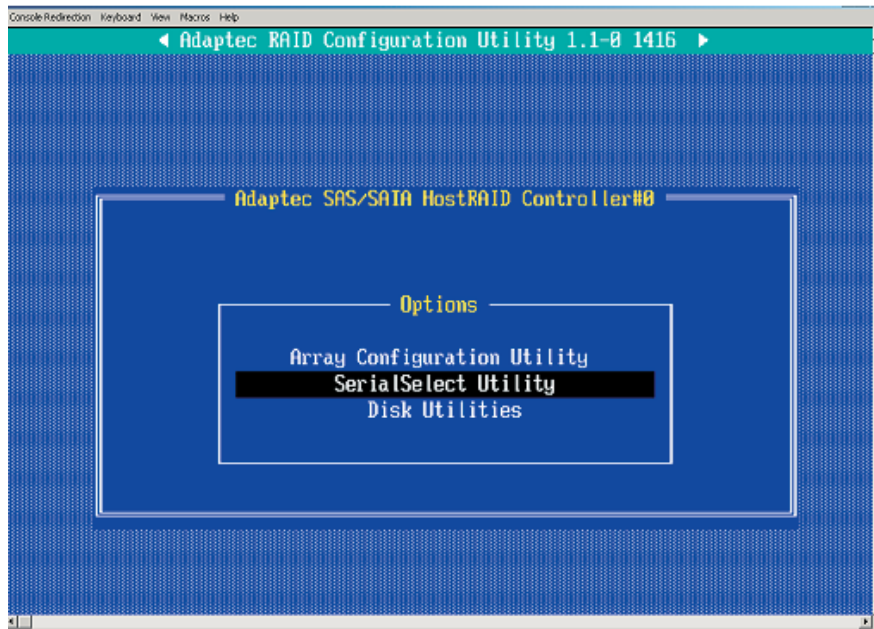 Console Redirection Keyboard View Macros Help
Adaptec RAID Configuration Utility 1.1-0 1416
Adaptec SAS/SATA HostRAID Controller#0
Options
Array Configuration Utility
SerialSelect Utility
Disk Utilities